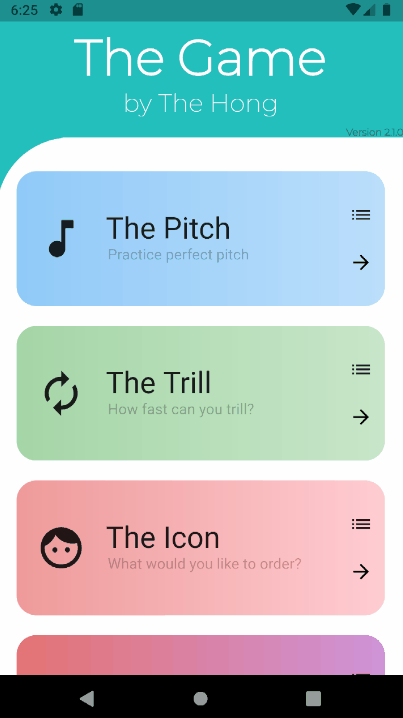 6:25
The Game
by The Hong
Version 2.1.0
The Pitch
Practice perfect pitch
The Trill
How fast can you trill?
The Icon
What would you like to order?